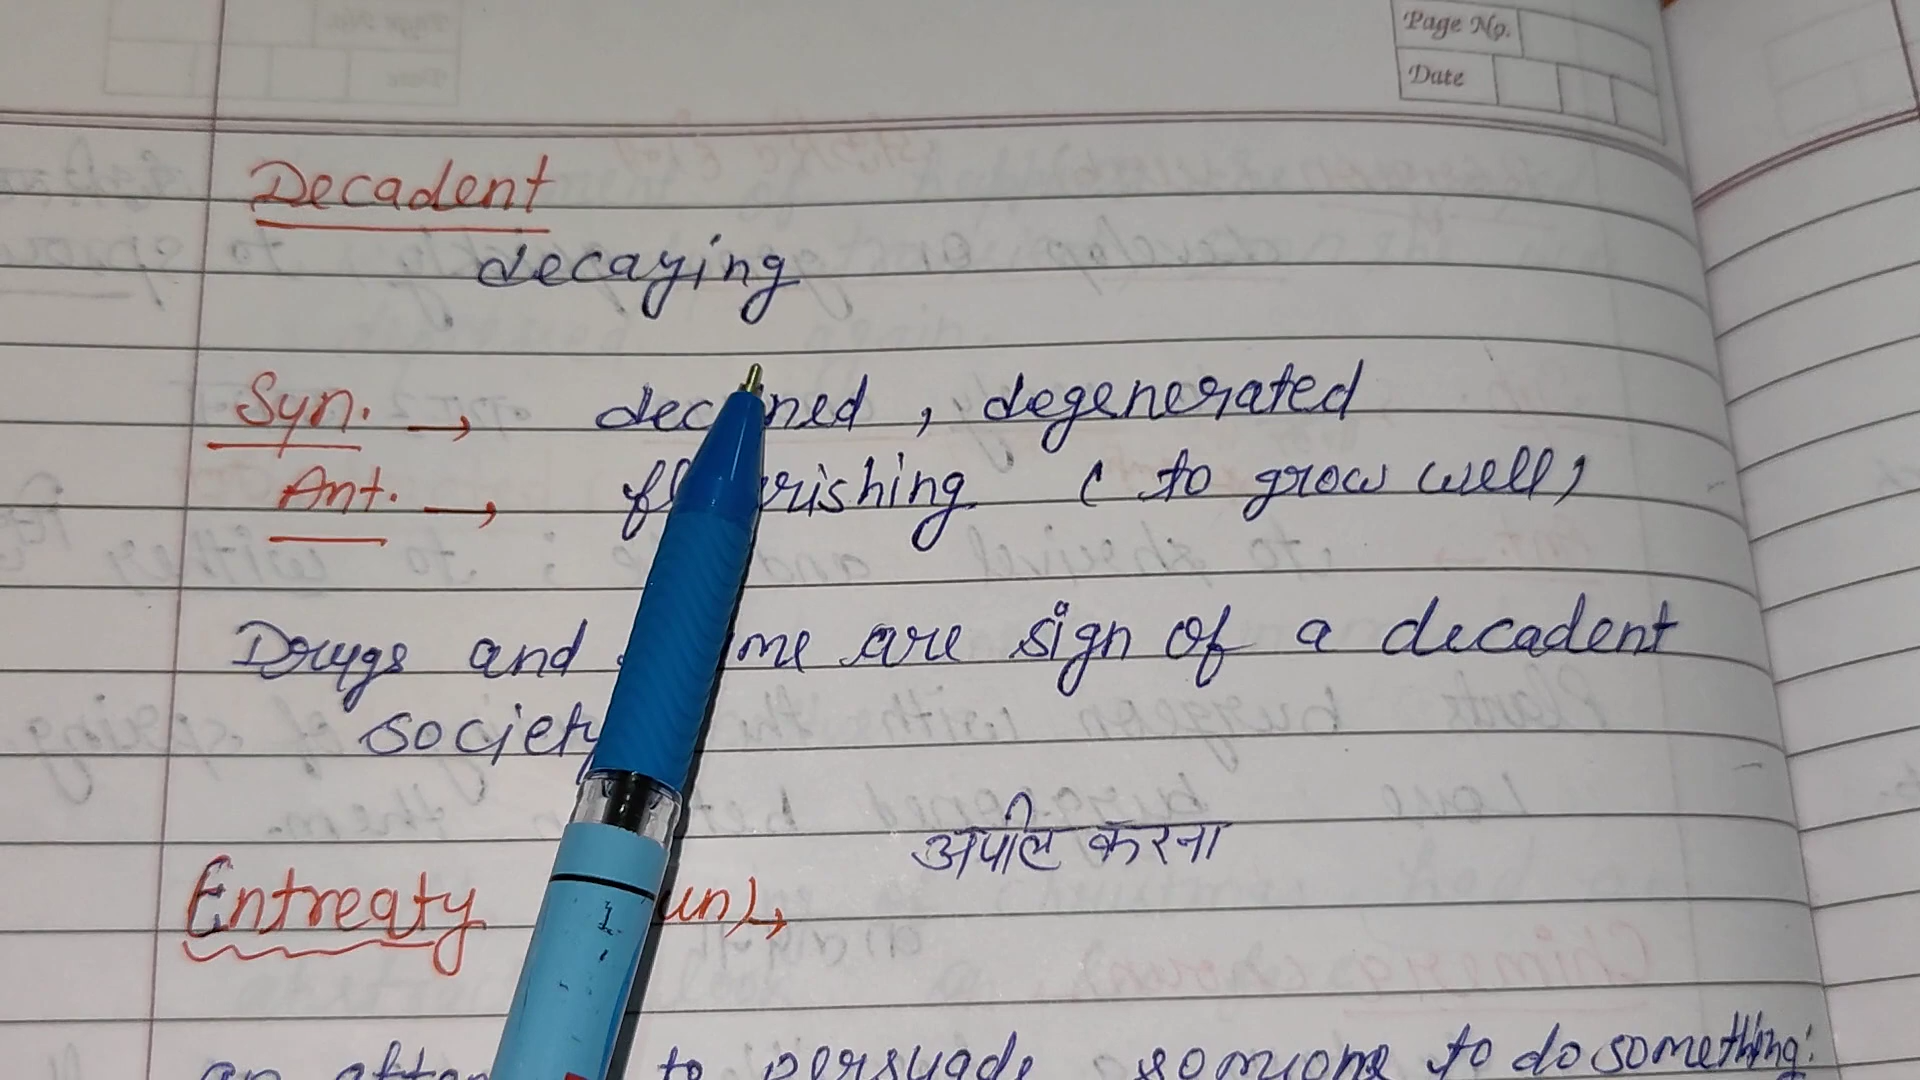 Page No.
Date
Decadent
decaying
Syn. → , degenerated
Ant. → ( to grow well,
Drugs and are sign of a decadent
society
अपील करना
Entreaty
to persuade someone to do something: